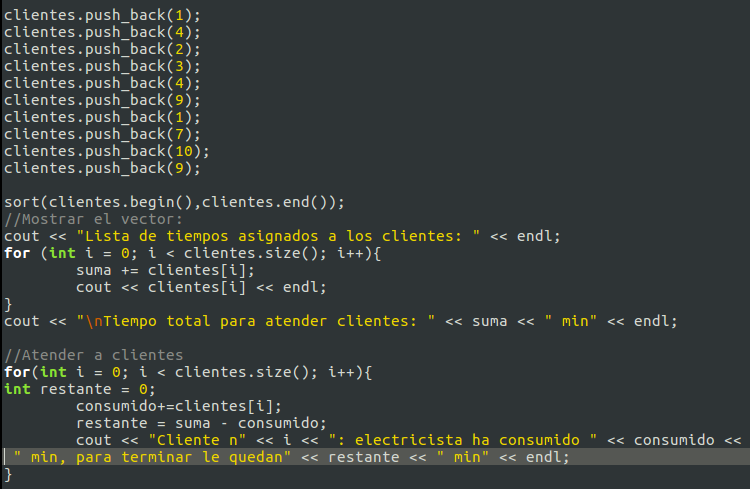 clientes.push_back(1);
clientes.push_back(4);
clientes.push_back(2);
clientes.push_back(3);
clientes.push_back(4);
clientes.push_back(9);
clientes.push_back(1);
clientes.push_back(7);
clientes.push_back(10);
clientes.push_back(9);

sort(clientes.begin(),clientes.end());
//Mostrar el vector:
cout << "Lista de tiempos asignados a los clientes: " << endl;
for (int i = 0; i < clientes.size(); i++){
        suma += clientes[i];
        cout << clientes[i] << endl;
}
cout << "\nTiempo total para atender clientes: " << suma << " min" << endl;

//Atender a clientes
for(int i = 0; i < clientes.size(); i++){
int restante = 0;
        consumido+=clientes[i];
        restante = suma - consumido;
        cout << "Cliente n" << i << ": electricista ha consumido " << consumido <<
 " min, para terminar le quedan" << restante << " min" << endl;
}